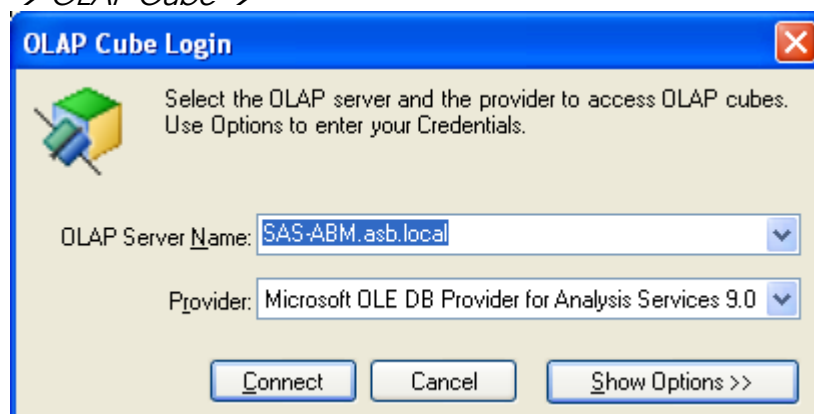 → OLAP Cube →
OLAP Cube Login
Select the OLAP server and the provider to access OLAP cubes.
Use Options to enter your Credentials.
OLAP Server Name: SAS-ABM.asb.local
Provider: Microsoft OLE DB Provider for Analysis Services 9.0
Connect Cancel Show Options >>